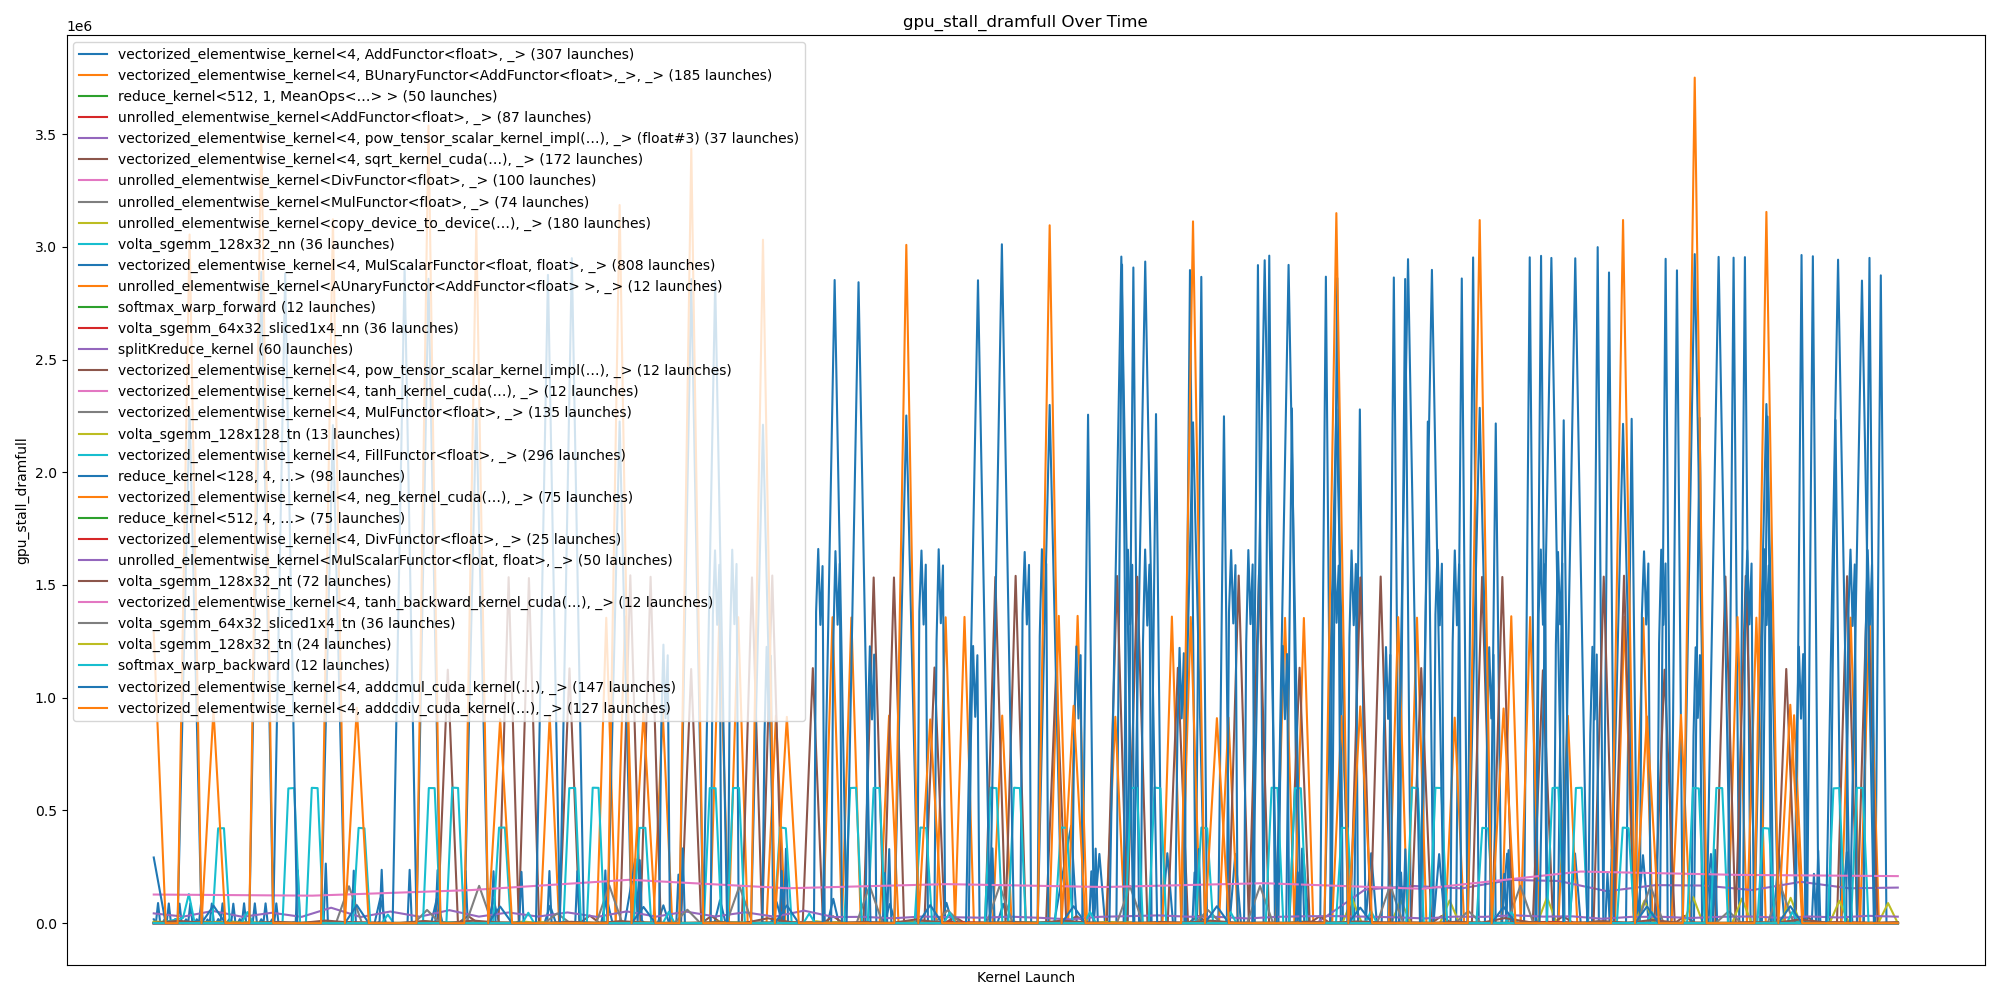 gpu_stall_dramfull Over Time
1e6
vectorized_elementwise_kernel<4, AddFunctor<float>, _> (307 launches)
vectorized_elementwise_kernel<4, BUnaryFunctor<AddFunctor<float>,_>, _> (185 launches)
reduce_kernel<512, 1, MeanOps<...> > (50 launches)
unrolled_elementwise_kernel<AddFunctor<float>, _> (87 launches)
vectorized_elementwise_kernel<4, pow_tensor_scalar_kernel_impl(...), _> (float#3) (37 launches)
vectorized_elementwise_kernel<4, sqrt_kernel_cuda(...), _> (172 launches)
unrolled_elementwise_kernel<DivFunctor<float>, _> (100 launches)
unrolled_elementwise_kernel<MulFunctor<float>, _> (74 launches)
unrolled_elementwise_kernel<copy_device_to_device(...), _> (180 launches)
volta_sgemm_128x32_nn (36 launches)
vectorized_elementwise_kernel<4, MulScalarFunctor<float, float>, _> (808 launches)
unrolled_elementwise_kernel<AUnaryFunctor<AddFunctor<float> >, _> (12 launches)
softmax_warp_forward (12 launches)
volta_sgemm_64x32_sliced1x4_nn (36 launches)
splitKreduce_kernel (60 launches)
vectorized_elementwise_kernel<4, pow_tensor_scalar_kernel_impl(...), _> (12 launches)
vectorized_elementwise_kernel<4, tanh_kernel_cuda(...), _> (12 launches)
vectorized_elementwise_kernel<4, MulFunctor<float>, _> (135 launches)
volta_sgemm_128x128_tn (13 launches)
vectorized_elementwise_kernel<4, FillFunctor<float>, _> (296 launches)
reduce_kernel<128, 4, ...> (98 launches)
vectorized_elementwise_kernel<4, neg_kernel_cuda(...), _> (75 launches)
reduce_kernel<512, 4, ...> (75 launches)
vectorized_elementwise_kernel<4, DivFunctor<float>, _> (25 launches)
unrolled_elementwise_kernel<MulScalarFunctor<float, float>, _> (50 launches)
volta_sgemm_128x32_nt (72 launches)
vectorized_elementwise_kernel<4, tanh_backward_kernel_cuda(...), _> (12 launches)
volta_sgemm_64x32_sliced1x4_tn (36 launches)
volta_sgemm_128x32_tn (24 launches)
softmax_warp_backward (12 launches)
vectorized_elementwise_kernel<4, addcmul_cuda_kernel(...), _> (147 launches)
vectorized_elementwise_kernel<4, addcdiv_cuda_kernel(...), _> (127 launches)
gpu_stall_dramfull
3.5
3.0
2.5
2.0
1.5
1.0
0.5
0.0
Kernel Launch